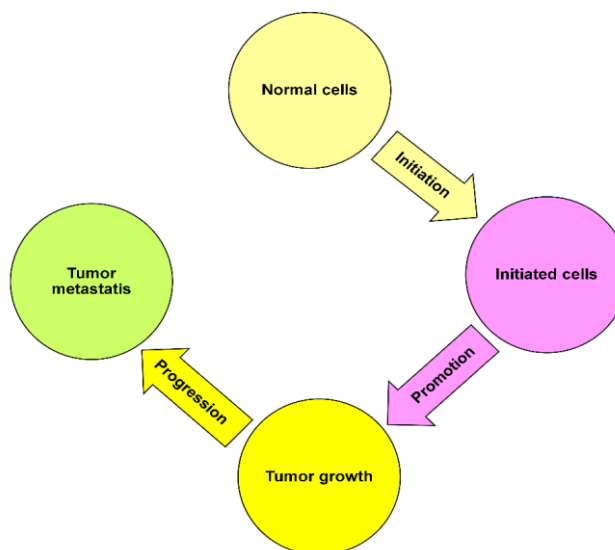 Normal cells
Initiation
Initiated cells
Promotion
Tumor growth
Progression
Tumor
metastatis